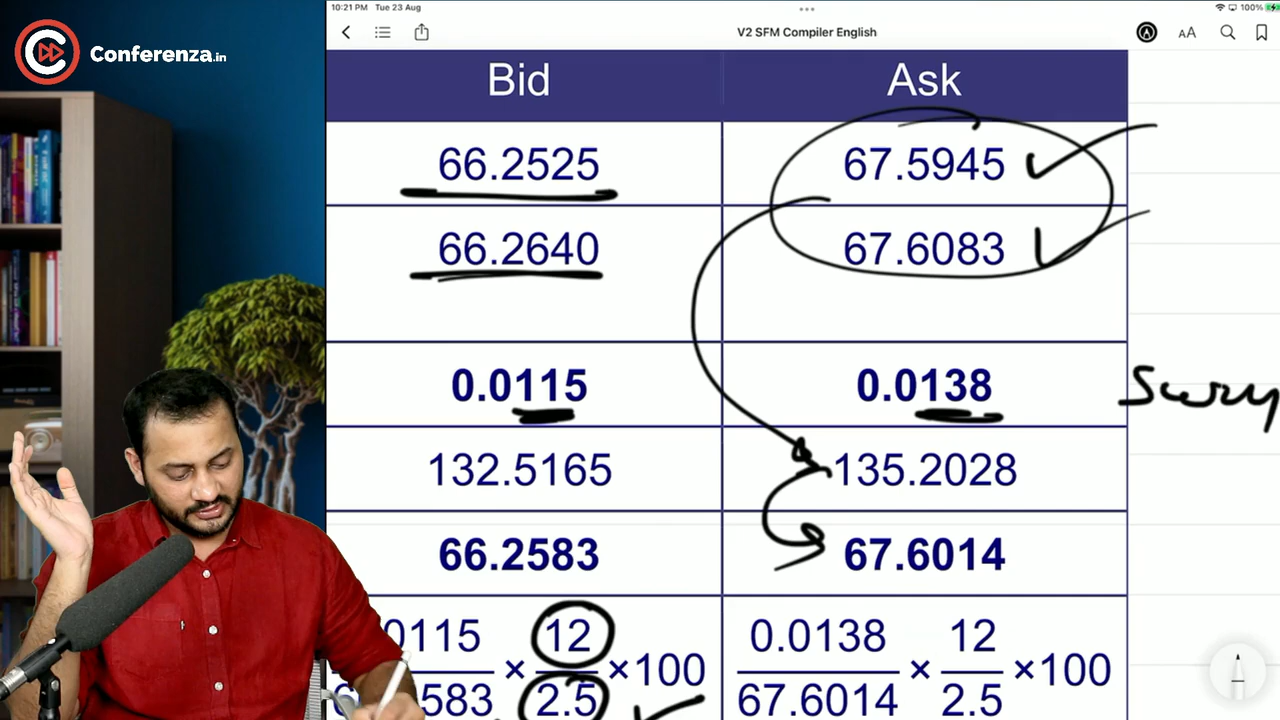 10:21 PM Tue 23 Aug
100%
V2 SFM Compiler English
AA
Conferenza.in
Bid Ask
66.2525 67.5945
66.2640 67.6083
0.0115 0.0138
132.5165 135.2028
66.2583 67.6014
0115 12 ×100 0.0138 × 12 ×100
583 × 2.5 67.6014 2.5